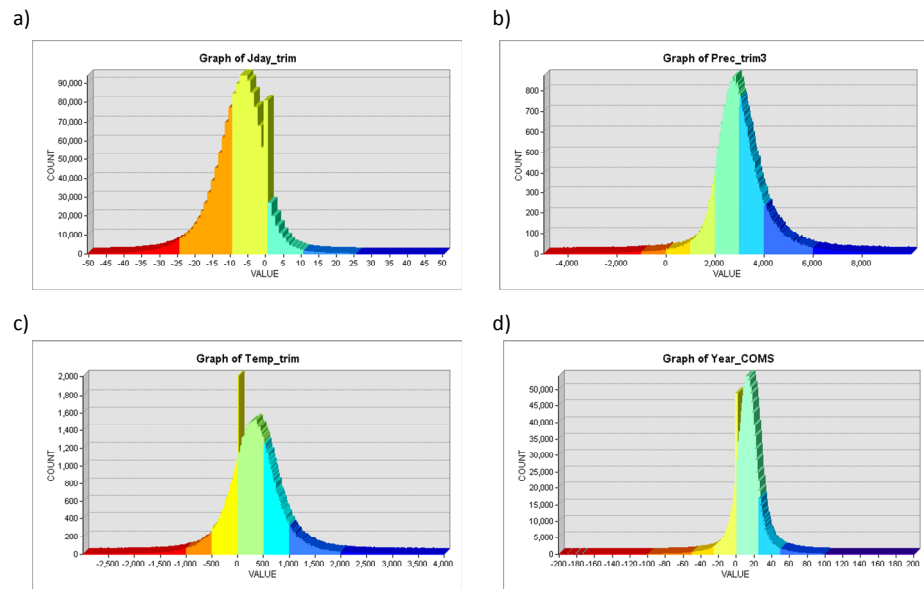 a)
b)
Graph of Jday_trim
90,000
80,000
70,000
60,000
50,000
40,000
30,000
20,000
10,000
0
COUNT
-50 -45 -40 -35 -30 -25 -20 -15 -10 -5 0 5 10 15 20 25 30 35 40 45 50
VALUE
Graph of Prec_trim3
800
700
600
500
400
300
200
100
0
COUNT
-4,000 -2,000 0 2,000 4,000 6,000 8,000
VALUE
c)
d)
Graph of Temp_trim
2,000
1,800
1,600
1,400
1,200
1,000
800
600
400
200
0
COUNT
-2,500 -2,000 -1,500 -1,000 -500 0 500 1,000 1,500 2,000 2,500 3,000 3,500 4,000
VALUE
Graph of Year_COMS
50,000
45,000
40,000
35,000
30,000
25,000
20,000
15,000
10,000
5,000
0
COUNT
-200 -180 -160 -140 -120 -100 -80 -60 -40 -20 0 20 40 60 80 100 120 140 160 180 200
VALUE